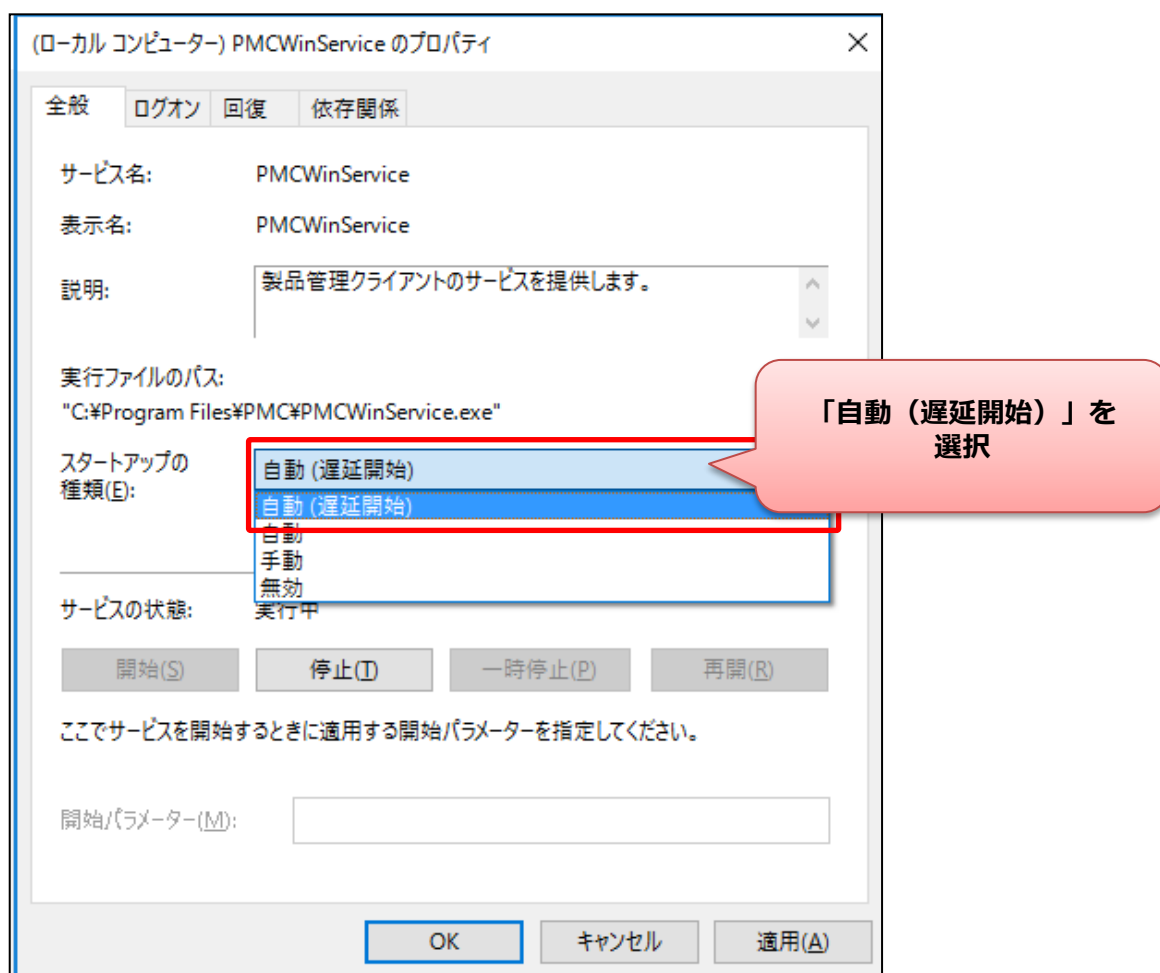 (ローカル コンピューター) PMCWinService のプロパティ
全般 ログオン 回復 依存関係
サービス名: PMCWinService
表示名: PMCWinService
説明: 製品管理クライアントのサービスを提供します。
実行ファイルのパス:
"C:¥Program Files¥PMC¥PMCWinService.exe"
「自動（遅延開始）」を
選択
スタートアップの
種類(E):
自動 (遅延開始)
自動 (遅延開始)
自動
手動
無効
サービスの状態: 実行中
開始(S) 停止(T) 一時停止(P) 再開(R)
ここでサービスを開始するときに適用する開始パラメーターを指定してください。
開始パラメーター(M):
OK キャンセル 適用(A)